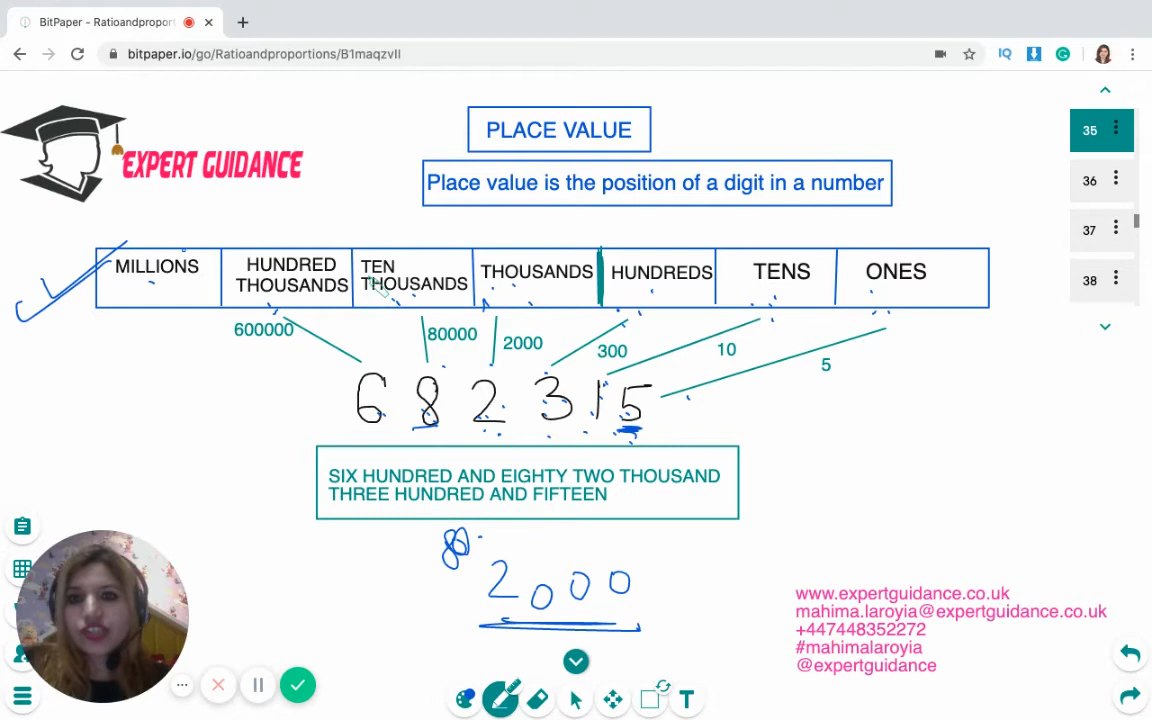 BitPaper - Ratioandproport
bitpaper.io/go/Ratioandproportions/B1maqzvII
PLACE VALUE
EXPERT GUIDANCE
Place value is the position of a digit in a number
MILLIONS HUNDRED THOUSANDS TEN THOUSANDS THOUSANDS HUNDREDS TENS ONES
600000 80000 2000 300 10 5
6 8 2 3 1 5
SIX HUNDRED AND EIGHTY TWO THOUSAND
THREE HUNDRED AND FIFTEEN
2000
www.expertguidance.co.uk
mahima.laroyia@expertguidance.co.uk
+447448352272
#mahimalaroyia
@expertguidance
35
36
37
38
IQ
T